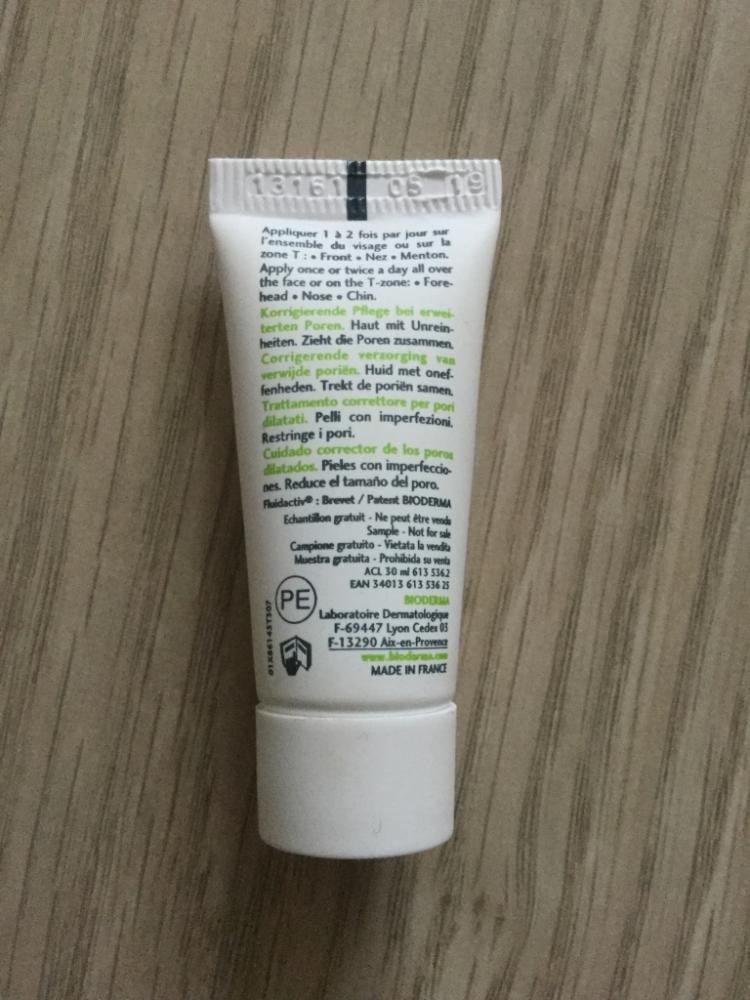 13161 05 19
Appliquer 1 à 2 fois par jour sur
l'ensemble du visage ou sur la
zone T : • Front • Nez • Menton.
Apply once or twice a day all over
the face or on the T-zone: • Fore-
head • Nose • Chin.
Korrigierende Pflege bei erwei-
terten Poren. Haut mit Unrein-
heiten. Zieht die Poren zusammen.
Corrigerende verzorging van
verwijde poriën. Huid met onef-
fenheden. Trekt de poriën samen.
Trattamento correttore per pori
dilatati. Pelli con imperfezioni.
Restringe i pori.
Cuidado corrector de los poros
dilatados. Pieles con imperfeccio-
nes. Reduce el tamaño del poro.
Fluidactiv® : Brevet / Patent BIODERMA
Echantillon gratuit - Ne peut être vendu
Sample - Not for sale
Campione gratuito - Vietata la vendita
Muestra gratuita - Prohibida su venta
ACL 30 ml 613 536.2
EAN 34013 613 536 25
PE
BIODERMA
Laboratoire Dermatologique
F-69447 Lyon Cedex 03
F-13290 Aix-en-Provence
www.bioderma.com
MADE IN FRANCE